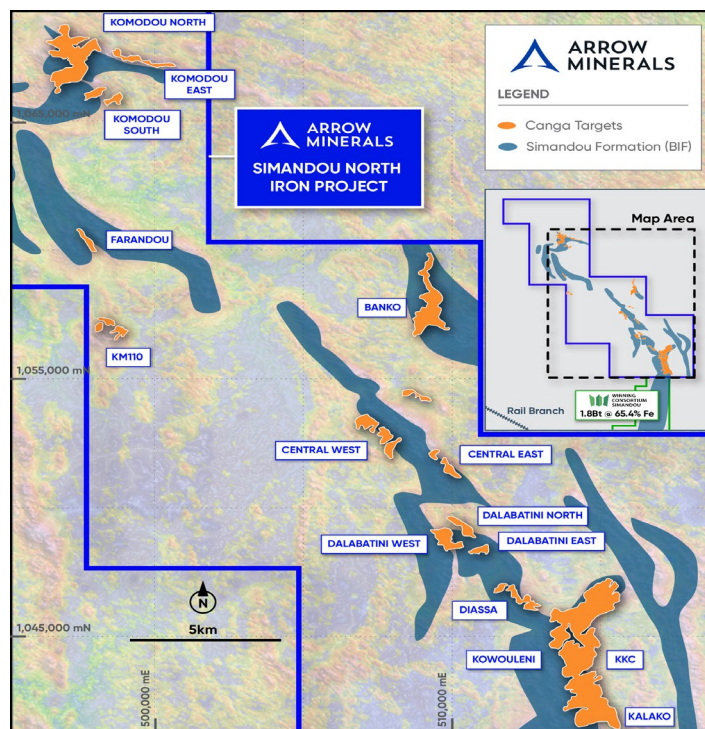 KOMODOU NORTH
KOMODOU
EAST
1,065,000 mN
KOMODOU
SOUTH
ARROW
MINERALS
SIMANDOU NORTH
IRON PROJECT
ARROW
MINERALS
LEGEND
Canga Targets
Simandou Formation (BIF)
Map Area
WINNING
CONSORTIUM
SIMANDOU
1.8Bt @ 65.4% Fe
Rail Branch
FARANDOU
BANKO
KM110
1,055,000 mN
CENTRAL WEST
CENTRAL EAST
DALABATINI NORTH
DALABATINI WEST
DALABATINI EAST
DIASSA
N
5km
1,045,000 mN
KOWOULENI
KKC
KALAKO
500,000 mE
510,000 mE